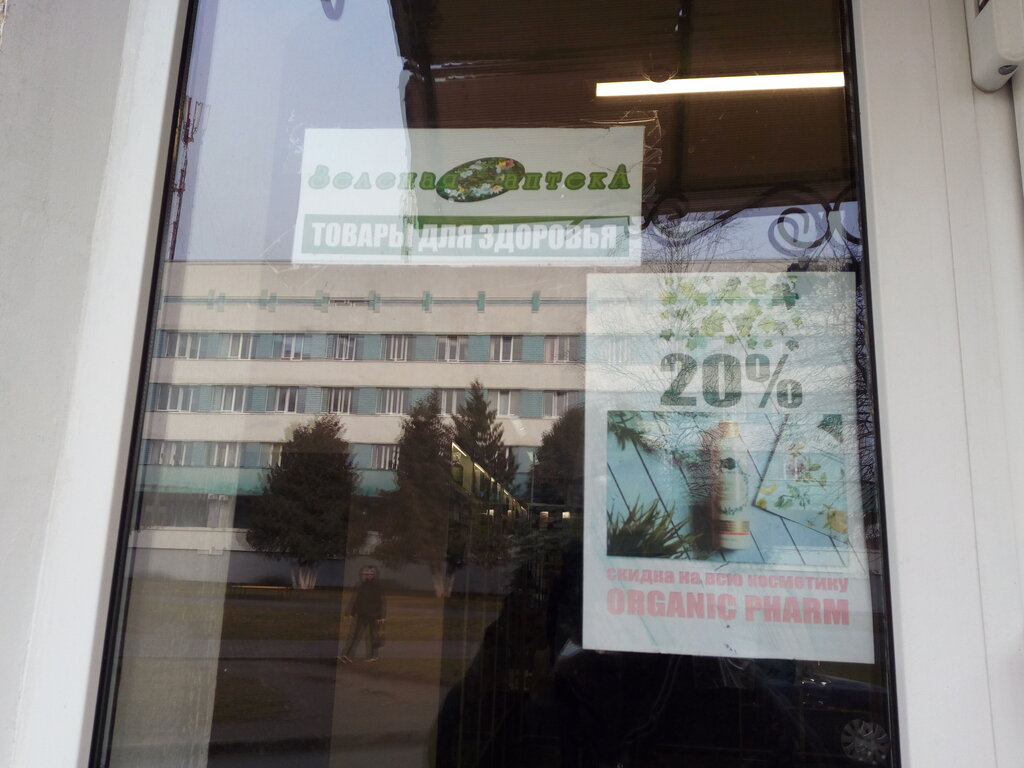 Зеленая аптекА
ТОВАРЫ ДЛЯ ЗДОРОВЬЯ
20%
скидка на всю косметику
ORGANIC PHARM